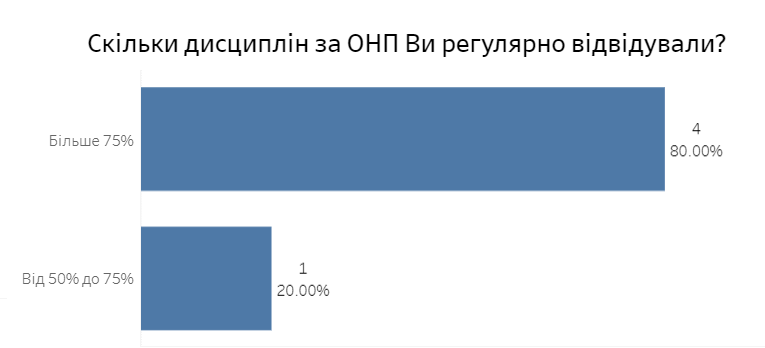 Скільки дисциплін за ОНП Ви регулярно відвідували?
Більше 75%
4
80.00%
Від 50% до 75%
1
20.00%